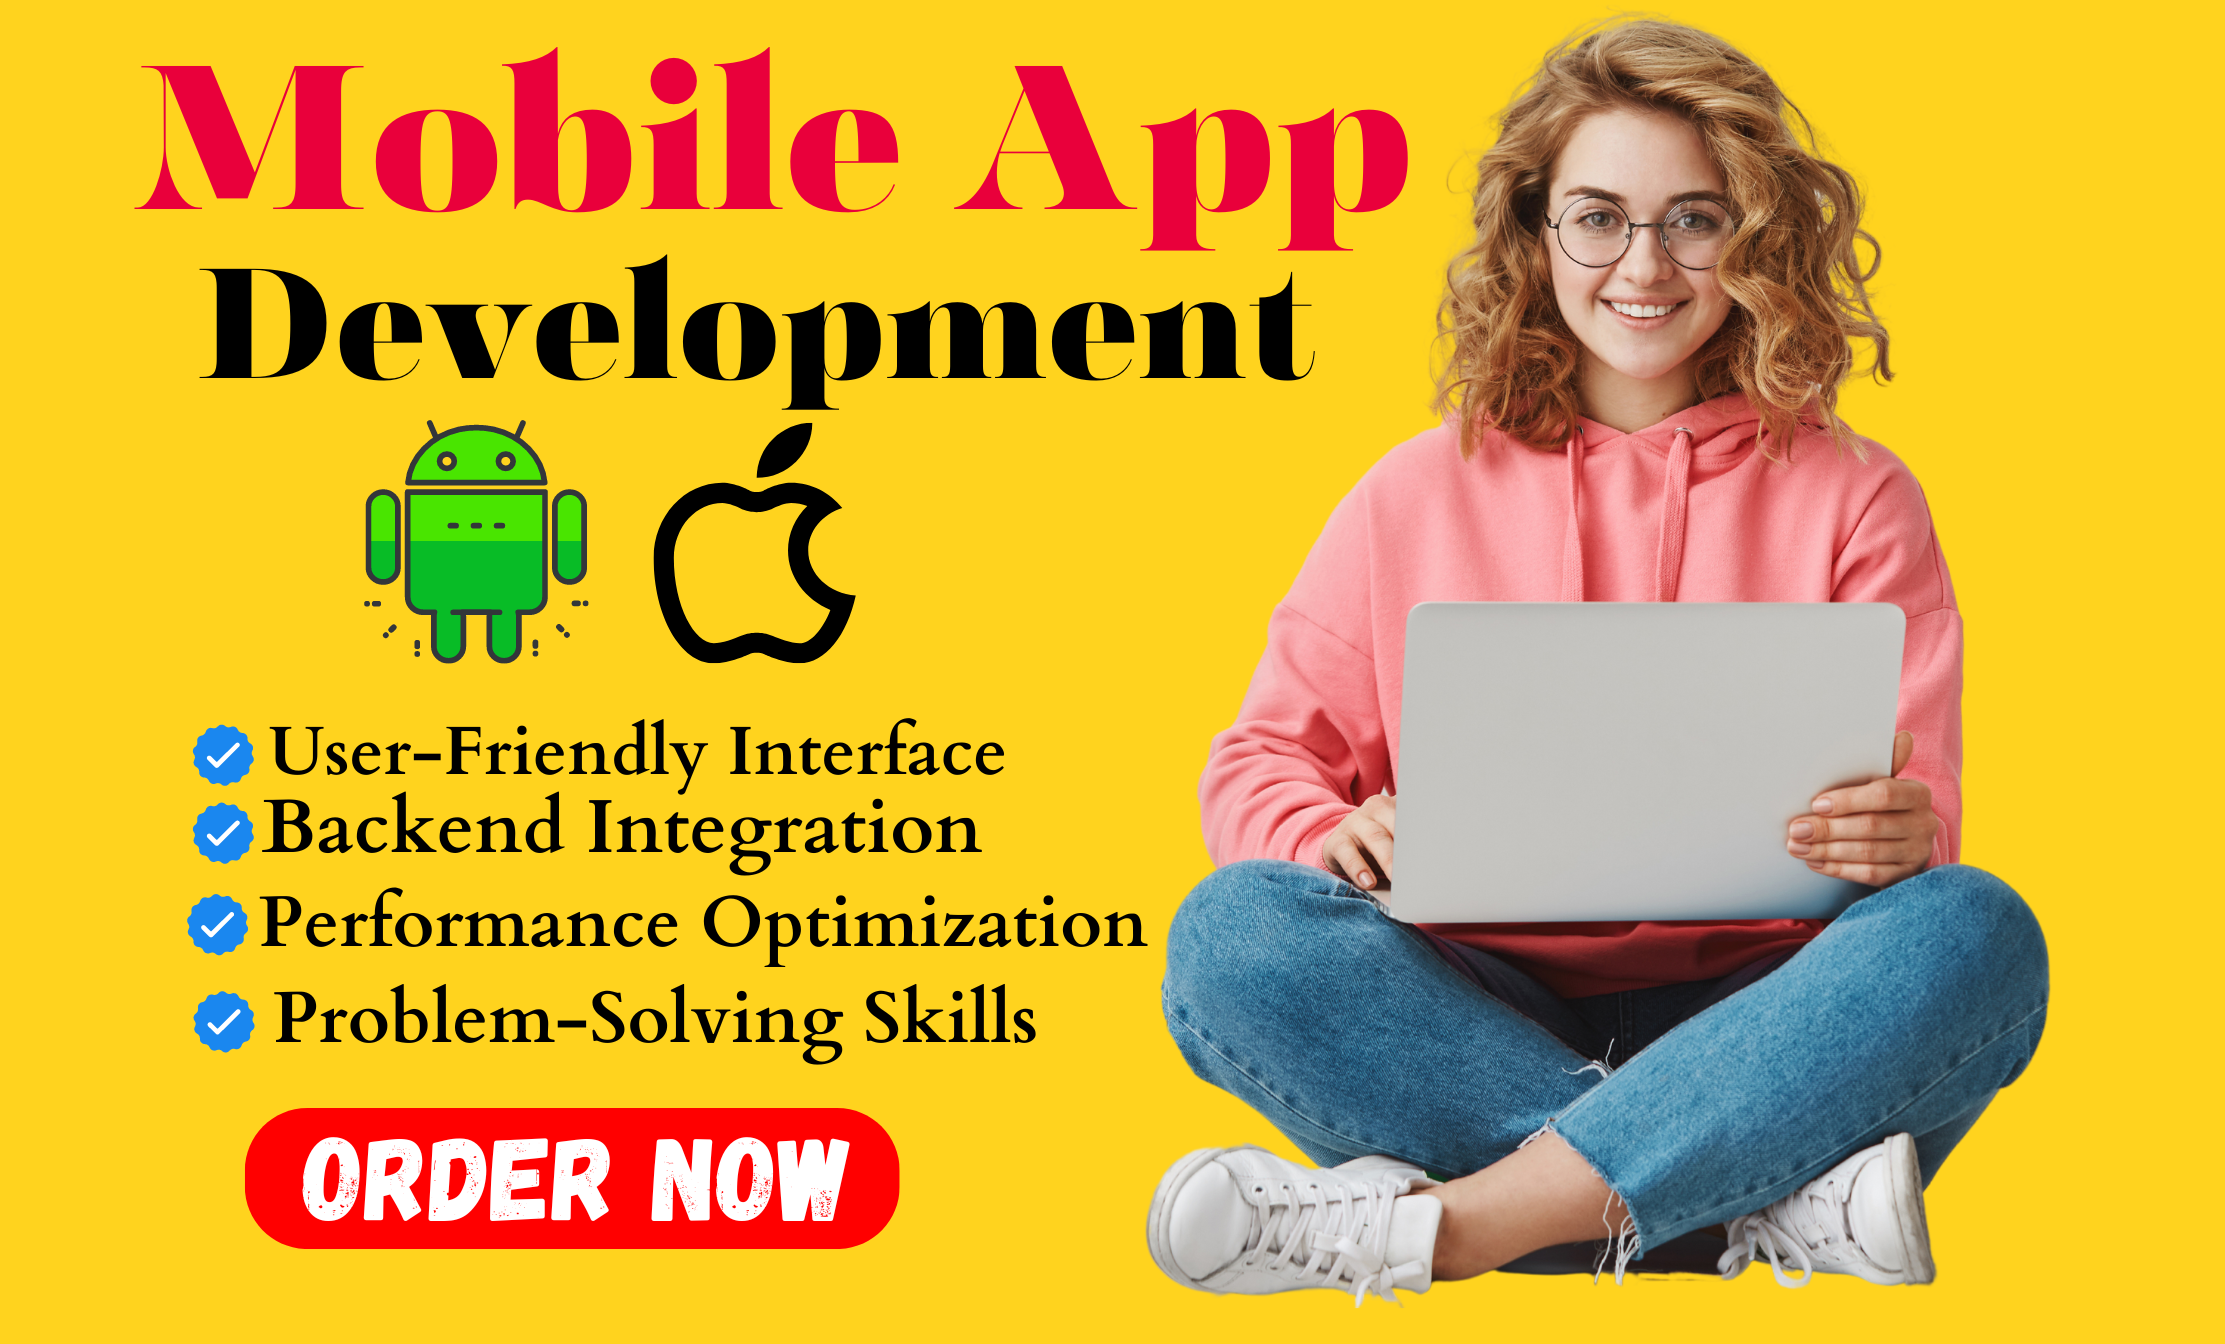 Mobile App
Development
User-Friendly Interface
Backend Integration
Performance Optimization
Problem-Solving Skills
ORDER NOW